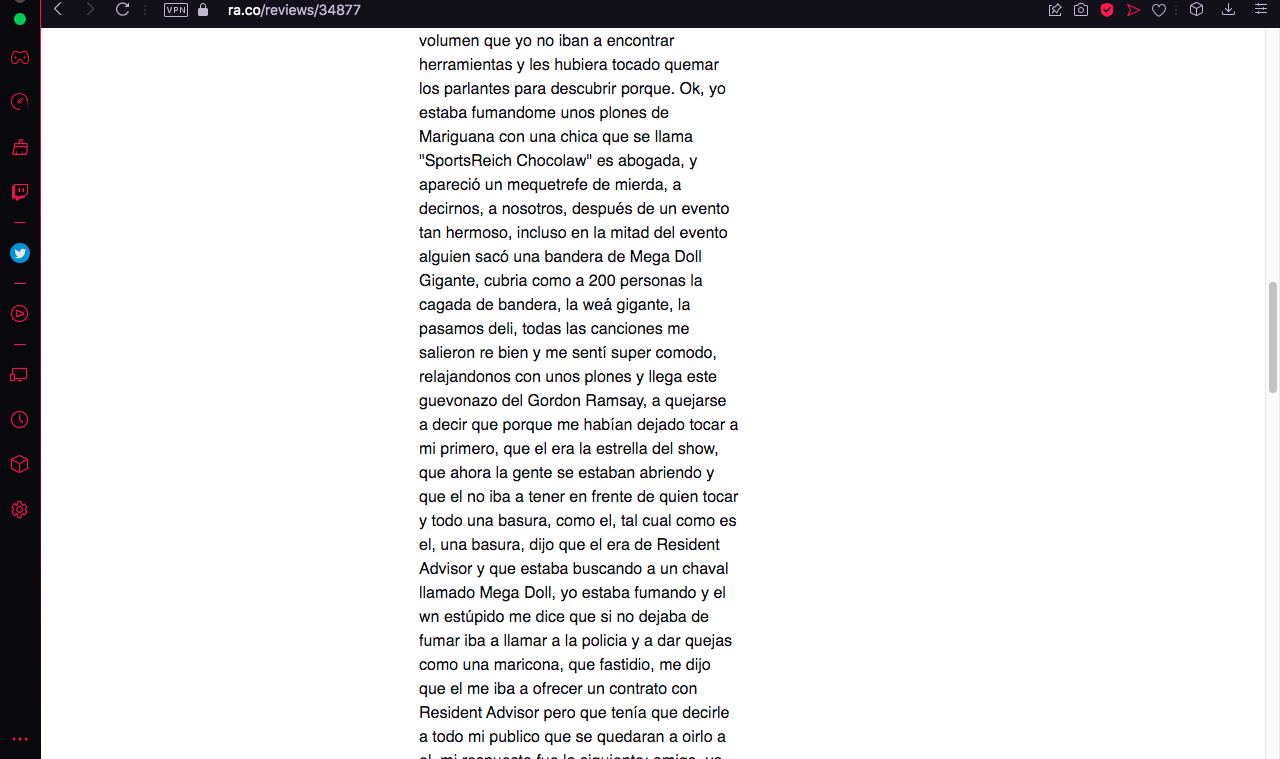 VPN
ra.co/reviews/34877
volumen que yo no iban a encontrar
herramientas y les hubiera tocado quemar
los parlantes para descubrir porque. Ok, yo
estaba fumandome unos plones de
Mariguana con una chica que se llama
"SportsReich Chocolaw" es abogada, y
apareció un mequetrefe de mierda, a
decirnos, a nosotros, después de un evento
tan hermoso, incluso en la mitad del evento
alguien sacó una bandera de Mega Doll
Gigante, cubria como a 200 personas la
cagada de bandera, la weá gigante, la
pasamos deli, todas las canciones me
salieron re bien y me sentí super comodo,
relajandonos con unos plones y llega este
guevonazo del Gordon Ramsay, a quejarse
a decir que porque me habían dejado tocar a
mi primero, que el era la estrella del show,
que ahora la gente se estaban abriendo y
que el no iba a tener en frente de quien tocar
y todo una basura, como el, tal cual como es
el, una basura, dijo que el era de Resident
Advisor y que estaba buscando a un chaval
llamado Mega Doll, yo estaba fumando y el
wn estúpido me dice que si no dejaba de
fumar iba a llamar a la policia y a dar quejas
como una maricona, que fastidio, me dijo
que el me iba a ofrecer un contrato con
Resident Advisor pero que tenía que decirle
a todo mi publico que se quedaran a oirlo a
el, mi respuesta fue lo siguiente: amigo, yo